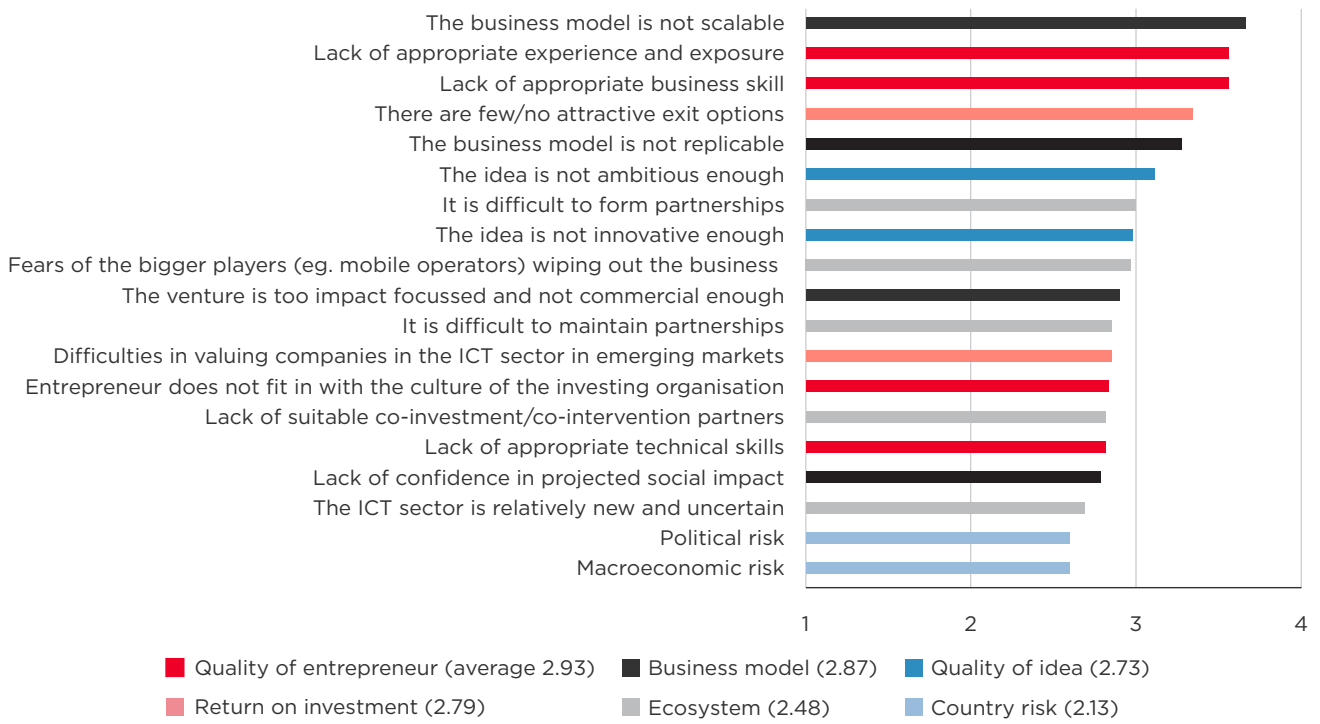 The business model is not scalable
Lack of appropriate experience and exposure
Lack of appropriate business skill
There are few/no attractive exit options
The business model is not replicable
The idea is not ambitious enough
It is difficult to form partnerships
The idea is not innovative enough
Fears of the bigger players (eg. mobile operators) wiping out the business
The venture is too impact focussed and not commercial enough
It is difficult to maintain partnerships
Difficulties in valuing companies in the ICT sector in emerging markets
Entrepreneur does not fit in with the culture of the investing organisation
Lack of suitable co-investment/co-intervention partners
Lack of appropriate technical skills
Lack of confidence in projected social impact
The ICT sector is relatively new and uncertain
Political risk
Macroeconomic risk
1 2 3 4
Quality of entrepreneur (average 2.93) Business model (2.87) Quality of idea (2.73)
Return on investment (2.79) Ecosystem (2.48) Country risk (2.13)